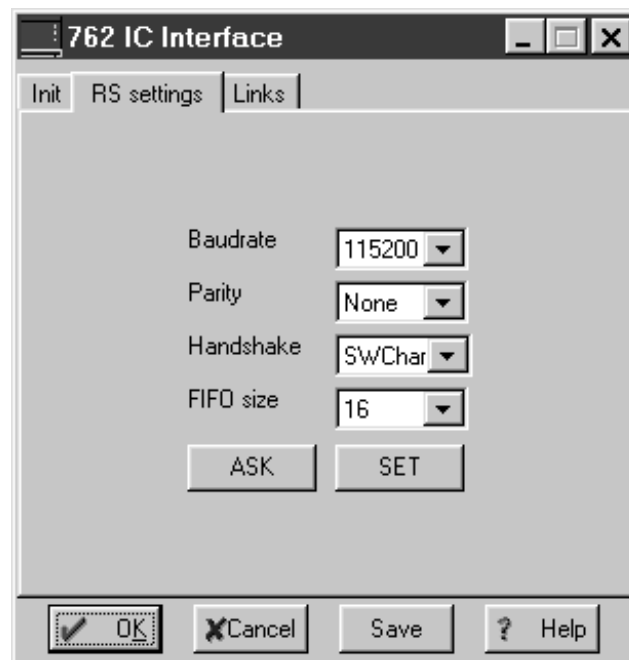 762 IC Interface
Init RS settings Links
Baudrate 115200
Parity None
Handshake SWChar
FIFO size 16
ASK SET
OK Cancel Save ? Help